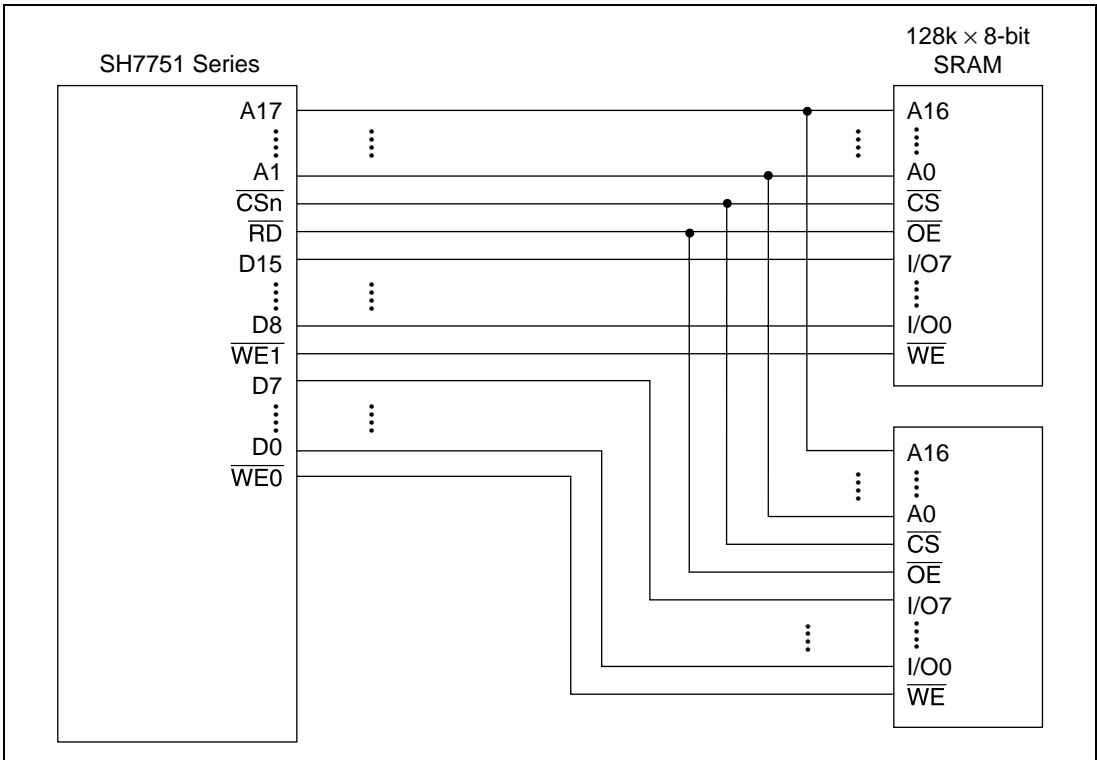 SH7751 Series
A17
A1
CSn
RD
D15
D8
WE1
D7
D0
WE0
128k × 8-bit
SRAM
A16
A0
CS
OE
I/O7
I/O0
WE
A16
A0
CS
OE
I/O7
I/O0
WE